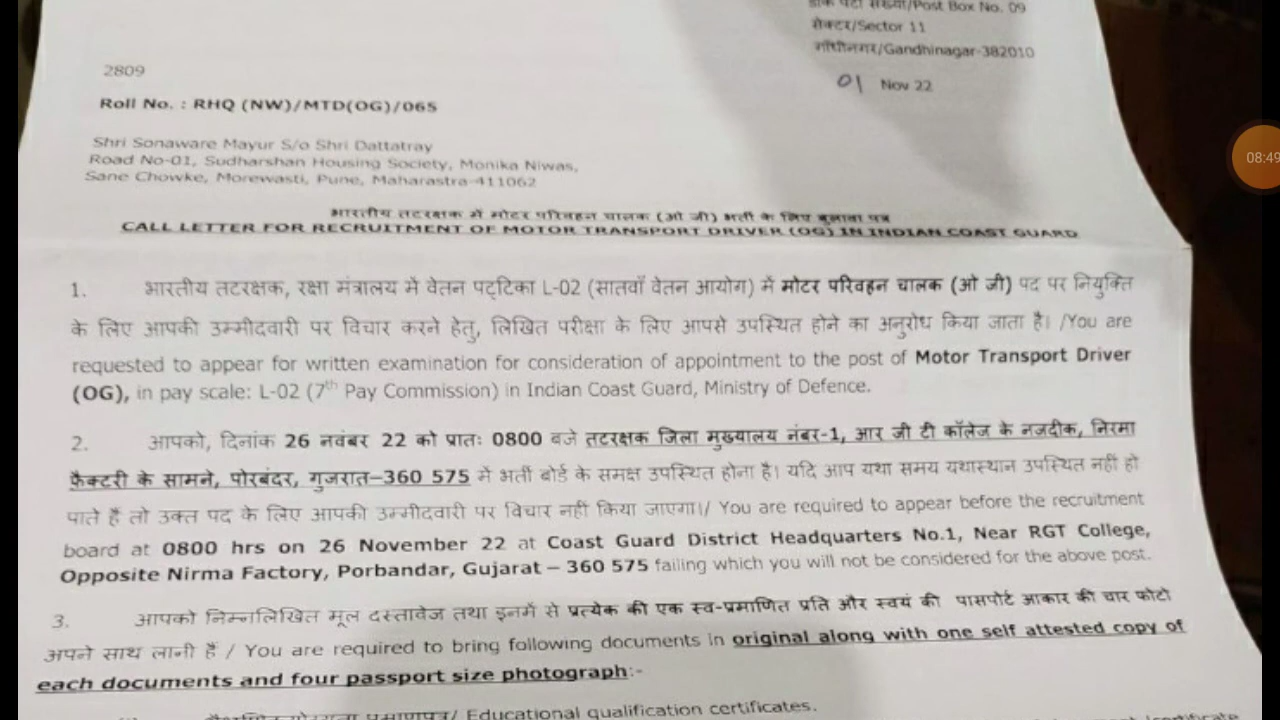 डाक पेटी संख्या/Post Box No. 09
सेक्टर/Sector 11
गाँधीनगर/Gandhinagar-382010
01 Nov 22
2809
Roll No. : RHQ (NW)/MTD(OG)/065
Shri Sonaware Mayur S/o Shri Dattatray
Road No-01, Sudharshan Housing Society, Monika Niwas,
Sane Chowke, Morewasti, Pune, Maharastra-411062
भारतीय तटरक्षक में मोटर परिवहन चालक (ओ जी) भर्ती के लिए बुलावा पत्र
CALL LETTER FOR RECRUITMENT OF MOTOR TRANSPORT DRIVER (OG) IN INDIAN COAST GUARD
1. भारतीय तटरक्षक, रक्षा मंत्रालय में वेतन पट्टिका L-02 (सातवाँ वेतन आयोग) में मोटर परिवहन चालक (ओ जी) पद पर नियुक्ति
के लिए आपकी उम्मीदवारी पर विचार करने हेतु, लिखित परीक्षा के लिए आपसे उपस्थित होने का अनुरोध किया जाता है। /You are
requested to appear for written examination for consideration of appointment to the post of Motor Transport Driver
(OG), in pay scale: L-02 (7th Pay Commission) in Indian Coast Guard, Ministry of Defence.
2. आपको, दिनांक 26 नवंबर 22 को प्रातः 0800 बजे तटरक्षक जिला मुख्यालय नंबर-1, आर जी टी कॉलेज के नजदीक, निरमा
फ़ैक्टरी के सामने, पोरबंदर, गुजरात–360 575 में भर्ती बोर्ड के समक्ष उपस्थित होना है। यदि आप यथा समय यथास्थान उपस्थित नहीं हो
पाते हैं तो उक्त पद के लिए आपकी उम्मीदवारी पर विचार नहीं किया जाएगा।/ You are required to appear before the recruitment
board at 0800 hrs on 26 November 22 at Coast Guard District Headquarters No.1, Near RGT College,
Opposite Nirma Factory, Porbandar, Gujarat – 360 575 failing which you will not be considered for the above post.
3. आपको निम्नलिखित मूल दस्तावेज तथा इनमें से प्रत्येक की एक स्व-प्रमाणित प्रति और स्वयं की पासपोर्ट आकार की चार फोटो
अपने साथ लानी हैं / You are required to bring following documents in original along with one self attested copy of
each documents and four passport size photograph:-
शैक्षणिक योग्यता प्रमाणपत्र/ Educational qualification certificates.
08:49